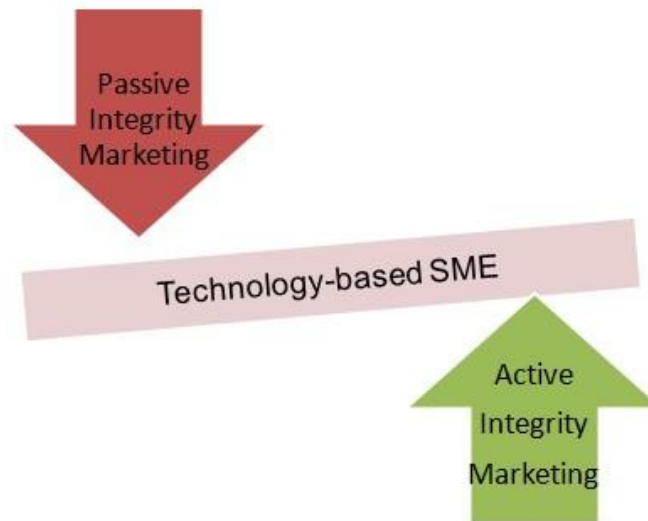 Passive
Integrity
Marketing
Technology-based SME
Active
Integrity
Marketing